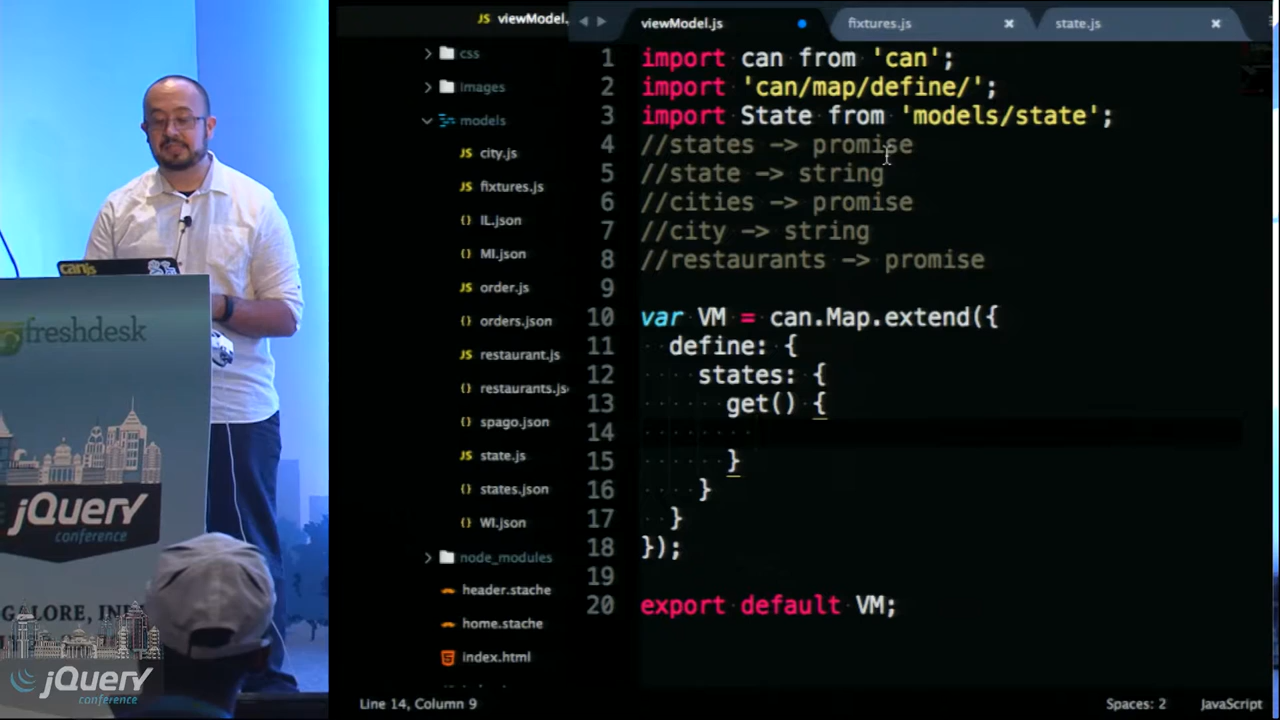 viewModel.
css
images
models
JS city.js
JS fixtures.js
{} IL.json
{} MI.json
JS order.js
{} orders.json
JS restaurant.js
{} restaurants.js
{} spago.json
JS state.js
{} states.json
{} WI.json
node_modules
header.stache
home.stache
index.html
viewModel.js
fixtures.js
state.js
1 import can from 'can';
2 import 'can/map/define/';
3 import State from 'models/state';
4 //states -> promise
5 //state -> string
6 //cities -> promise
7 //city -> string
8 //restaurants -> promise
9
10 var VM = can.Map.extend({
11 define: {
12 states: {
13 get() {
14
15 }
16 }
17 }
18 });
19
20 export default VM;
Line 14, Column 9
Spaces: 2
JavaScript
canjs
freshdesk
jQuery
conference
GALORE, IND
jQuery
conference